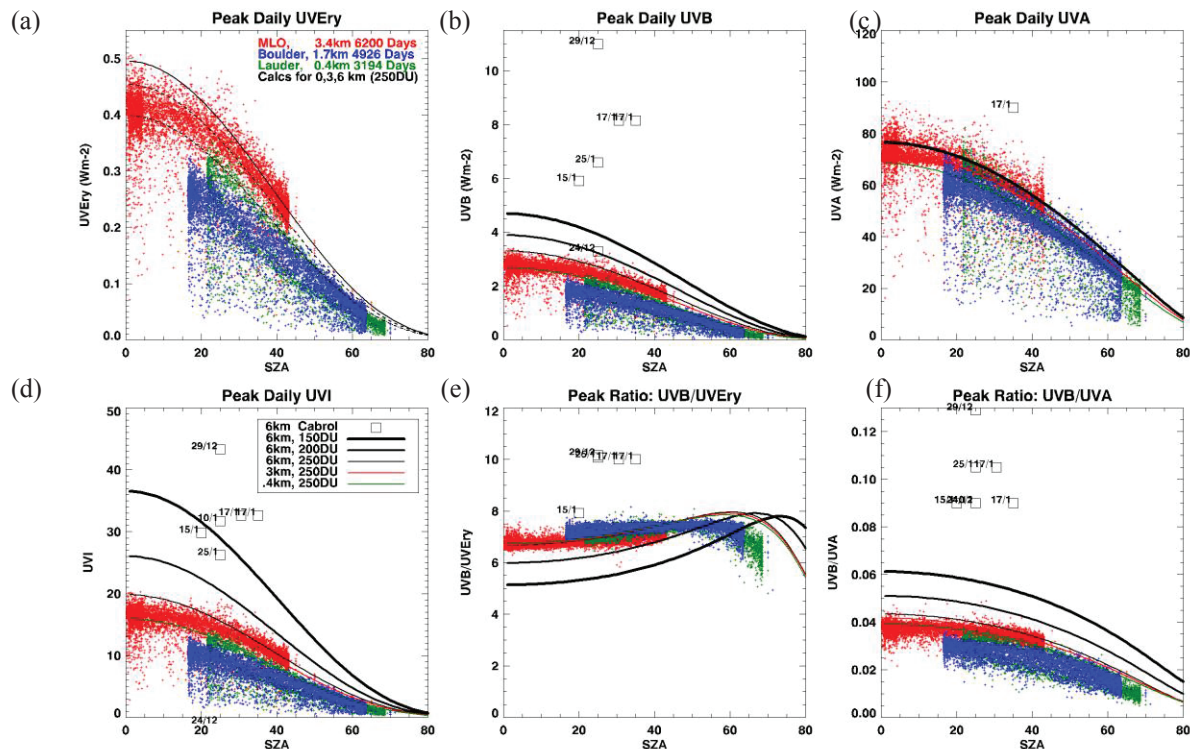 (a)
Peak Daily UVEry
MLO, 3.4km 6200 Days
Boulder, 1.7km 4926 Days
Lauder, 0.4km 3194 Days
Calcs for 0,3,6 km (250DU)
UVEry (Wm-2)
0.5
0.4
0.3
0.2
0.1
0.0
0 20 40 60 80
SZA
(b)
Peak Daily UVB
UVB (Wm-2)
10
8
6
4
2
0
29/12
17/1 17/1
25/1
15/1
24/12
0 20 40 60 80
SZA
(c)
Peak Daily UVA
UVA (Wm-2)
120
100
80
60
40
20
0
17/1
0 20 40 60 80
SZA
(d)
Peak Daily UVI
6km Cabrol
6km, 150DU
6km, 200DU
6km, 250DU
3km, 250DU
.4km, 250DU
UVI
50
40
30
20
10
0
29/12
10/1 17/1 17/1
15/1
25/1
24/12
0 20 40 60 80
SZA
(e)
Peak Ratio: UVB/UVEry
UVB/UVEry
12
10
8
6
4
2
0
29/12
17/1 17/1
15/1
0 20 40 60 80
SZA
(f)
Peak Ratio: UVB/UVA
UVB/UVA
0.12
0.10
0.08
0.06
0.04
0.02
0.00
29/12
25/1 17/1
17/1
0 20 40 60 80
SZA